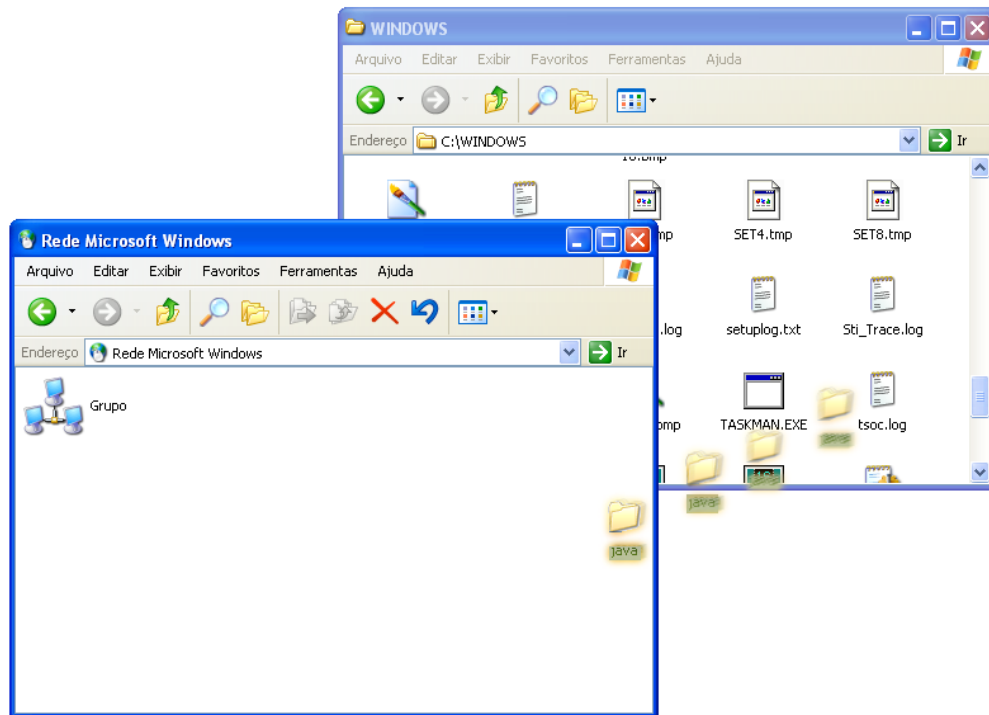 WINDOWS
Arquivo Editar Exibir Favoritos Ferramentas Ajuda
Endereço C:\WINDOWS Ir
SET4.tmp SET8.tmp
.log setuplog.txt Sti_Trace.log
TASKMAN.EXE tsoc.log
java
Rede Microsoft Windows
Arquivo Editar Exibir Favoritos Ferramentas Ajuda
Endereço Rede Microsoft Windows Ir
Grupo
java